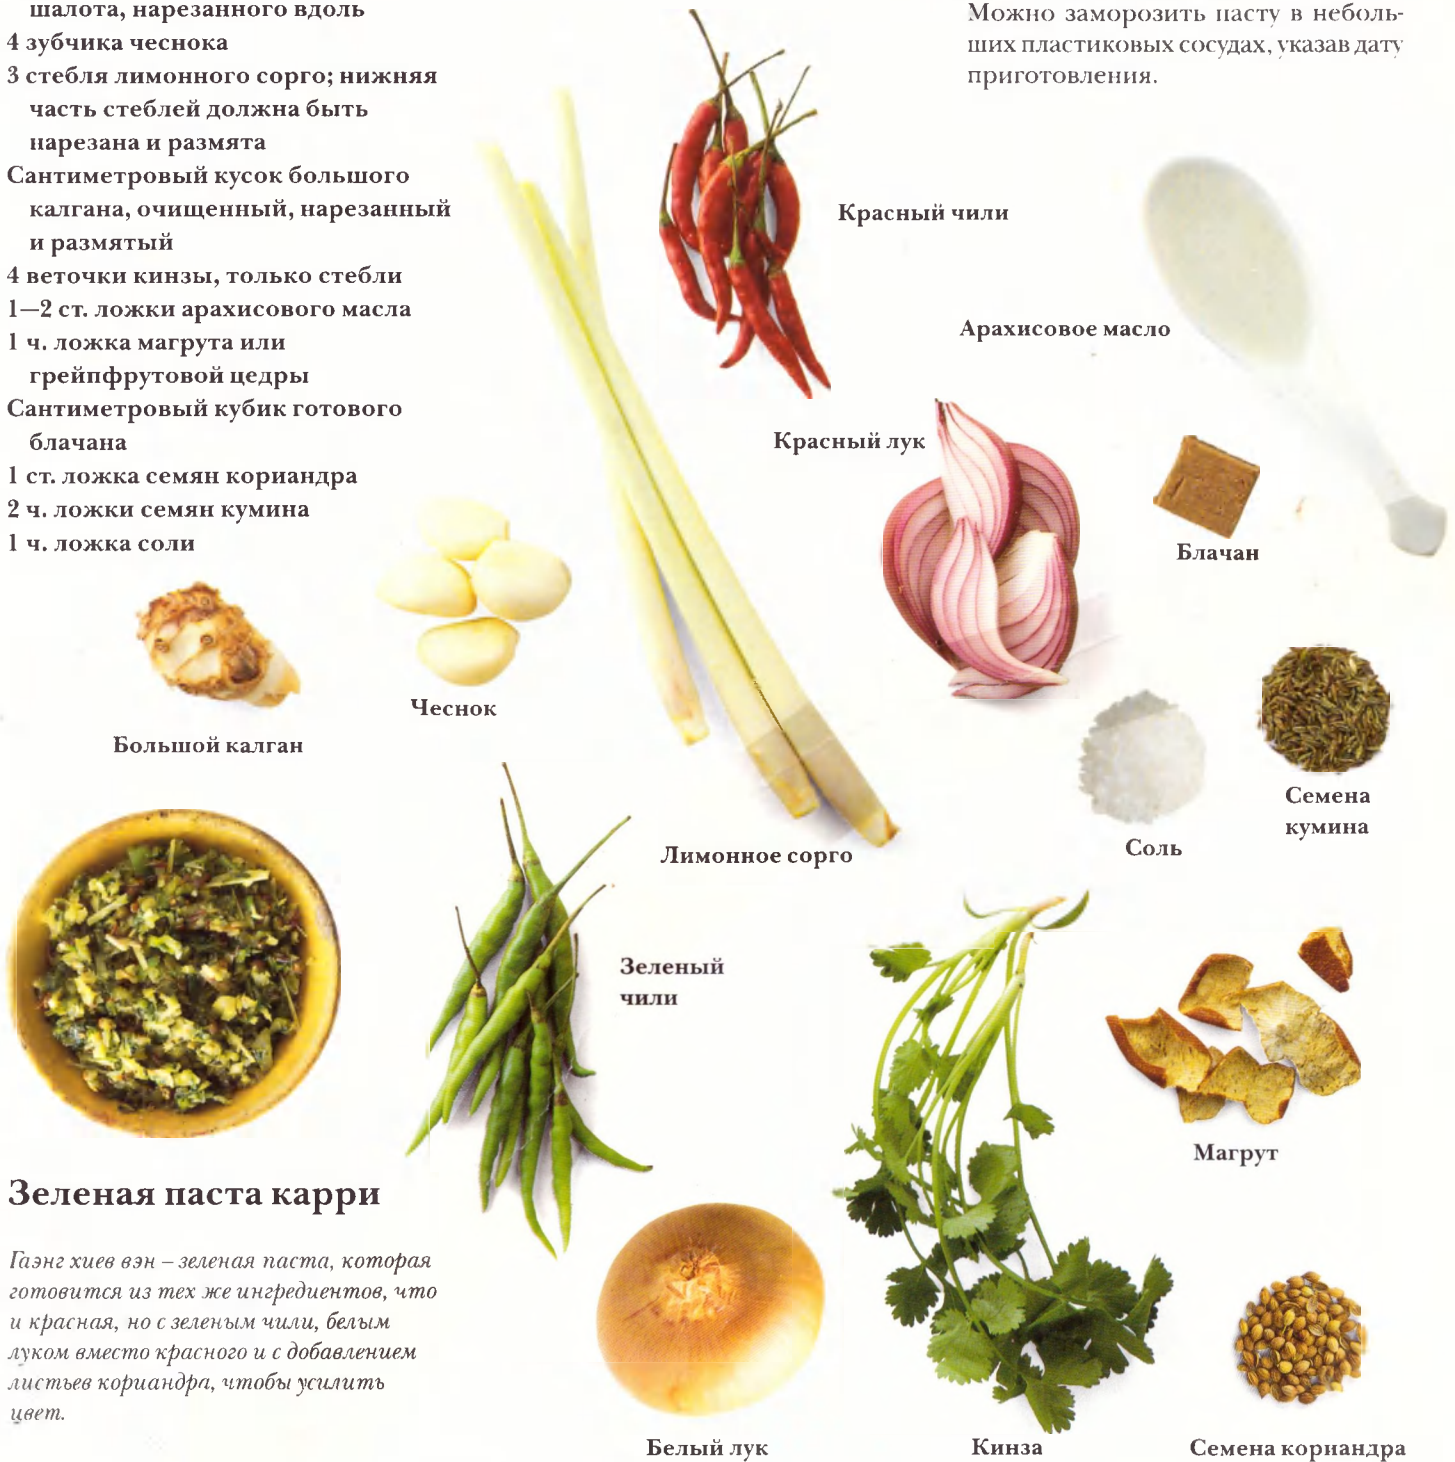 шалота, нарезанного вдоль
4 зубчика чеснока
3 стебля лимонного сорго; нижняя
часть стеблей должна быть
нарезана и размята
Сантиметровый кусок большого
калгана, очищенный, нарезанный
и размятый
4 веточки кинзы, только стебли
1—2 ст. ложки арахисового масла
1 ч. ложка магрута или
грейпфрутовой цедры
Сантиметровый кубик готового
блачана
1 ст. ложка семян кориандра
2 ч. ложки семян кумина
1 ч. ложка соли
Можно заморозить пасту в неболь-
ших пластиковых сосудах, указав дату
приготовления.
Красный чили
Арахисовое масло
Красный лук
Блачан
Чеснок
Большой калган
Семена
кумина
Соль
Лимонное сорго
Зеленый
чили
Магрут
Зеленая паста карри
Гаэнг хиев вэн – зеленая паста, которая
готовится из тех же ингредиентов, что
и красная, но с зеленым чили, белым
луком вместо красного и с добавлением
листьев кориандра, чтобы усилить
цвет.
Белый лук
Кинза
Семена кориандра